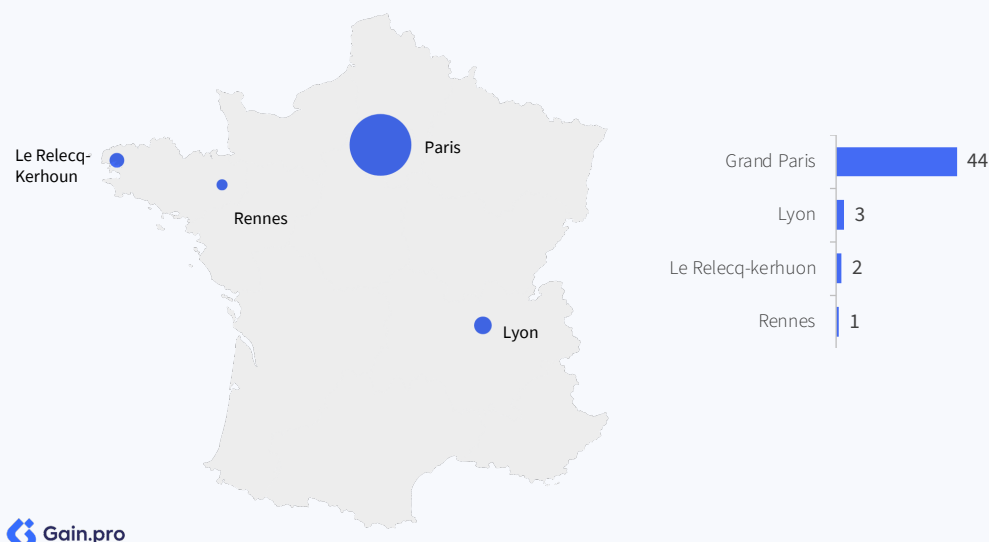 Le Relecq-
Kerhoun
Paris
Rennes
Lyon
Grand Paris 44
Lyon 3
Le Relecq-kerhuon 2
Rennes 1
Gain.pro